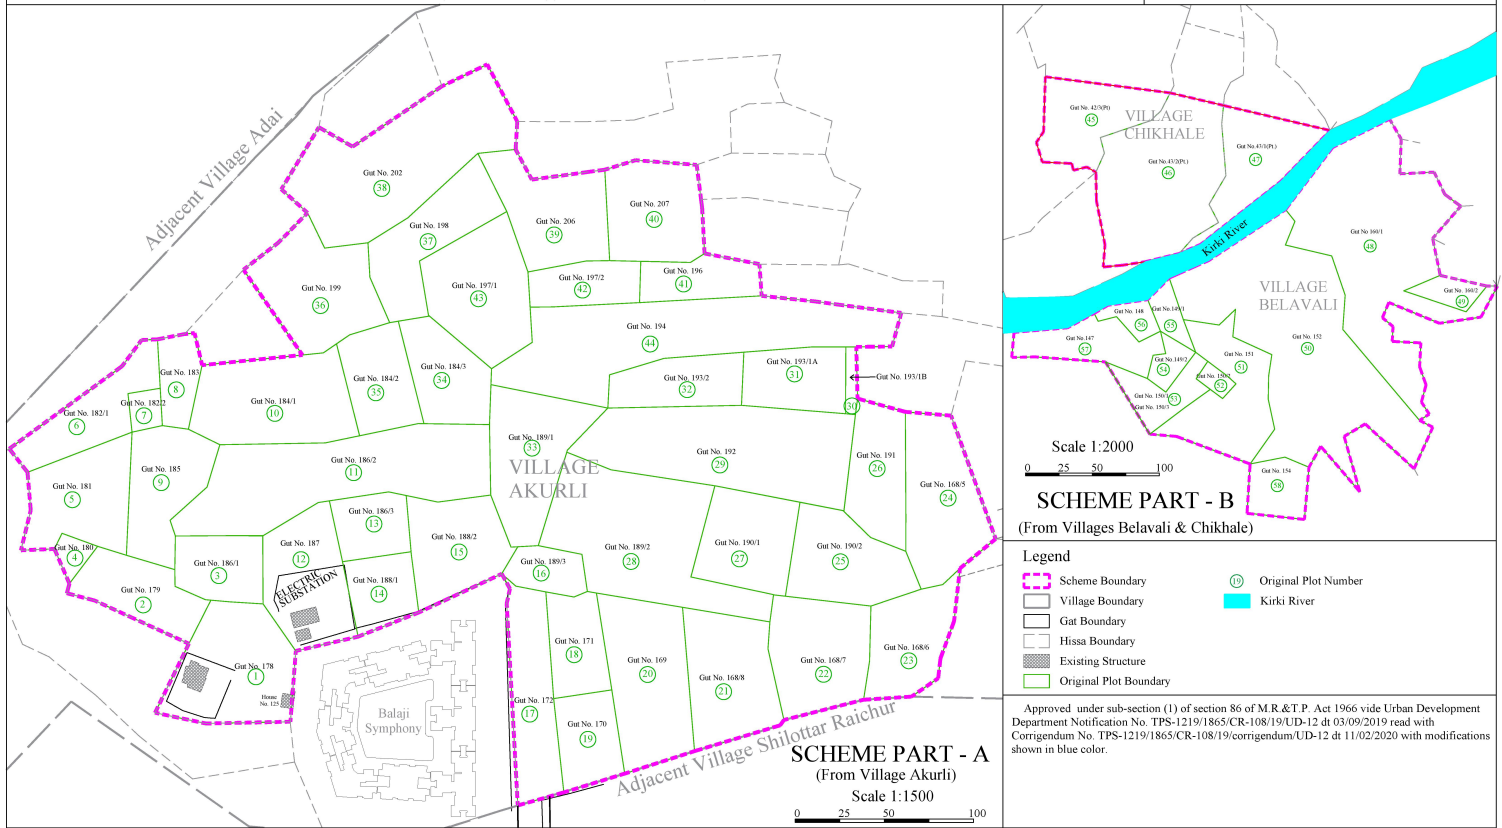 Adjacent Village Adai
Gut No. 202
38
Gut No. 198
37
Gut No. 206
39
Gut No. 207
40
Gut No. 199
36
Gut No. 197/1
43
Gut No. 197/2
42
Gut No. 196
41
Gut No. 194
44
Gut No. 193/1A
31
Gut No. 193/1B
30
Gut No. 193/2
32
Gut No. 184/3
34
Gut No. 184/2
35
Gut No. 184/1
10
Gut No. 183
8
Gut No. 182/2
7
Gut No. 182/1
6
Gut No. 189/1
33
VILLAGE
AKURLI
Gut No. 192
29
Gut No. 191
26
Gut No. 168/5
24
Gut No. 186/2
11
Gut No. 185
9
Gut No. 181
5
Gut No. 180
4
Gut No. 179
2
Gut No. 186/1
3
Gut No. 187
12
Gut No. 186/3
13
Gut No. 188/2
15
Gut No. 188/1
14
ELECTRIC
SUBSTATION
Gut No. 189/3
16
Gut No. 189/2
28
Gut No. 190/1
27
Gut No. 190/2
25
Gut No. 178
1
House
No. 125
Balaji
Symphony
Gut No. 171
18
Gut No. 169
20
Gut No. 168/8
21
Gut No. 168/7
22
Gut No. 168/6
23
Gut No. 172
17
Gut No. 170
19
Adjacent Village Shilottar Raichur
SCHEME PART - A
(From Village Akurli)
Scale 1:1500
0 25 50 100
Gut No. 42/3(Pt)
45
VILLAGE
CHIKHALE
Gut No.43/2(Pt.)
46
Gut No.43/1(Pt.)
47
Kirki River
Gut No 160/1
48
Gut No. 160/2
49
VILLAGE
BELAVALI
Gut No. 152
50
Gut No. 148
56
Gut No.149/1
55
Gut No.147
57
Gut No.149/2
54
Gut No. 151
51
Gut No. 150/2
52
Gut No. 150/1
53
Gut No. 150/3
Gut No. 154
58
Scale 1:2000
0 25 50 100
SCHEME PART - B
(From Villages Belavali & Chikhale)
Legend
Scheme Boundary
Village Boundary
Gat Boundary
Hissa Boundary
Existing Structure
Original Plot Boundary
19 Original Plot Number
Kirki River
Approved under sub-section (1) of section 86 of M.R.&T.P. Act 1966 vide Urban Development
Department Notification No. TPS-1219/1865/CR-108/19/UD-12 dt 03/09/2019 read with
Corrigendum No. TPS-1219/1865/CR-108/19/corrigendum/UD-12 dt 11/02/2020 with modifications
shown in blue color.